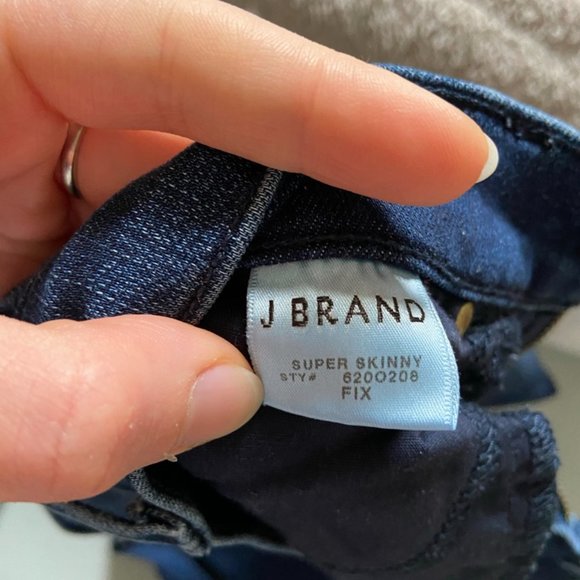 J BRAND
SUPER SKINNY
STY# 620O208
FIX